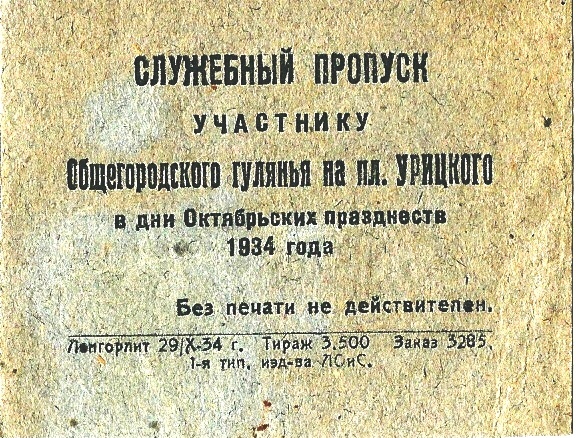 СЛУЖЕБНЫЙ ПРОПУСК
УЧАСТНИКУ
Общегородского гулянья на пл. УРИЦКОГО
в дни Октябрьских празднеств
1934 года
Без печати не действителен.
Ленгорлит 29/X-34 г. Тираж 3.500 Заказ 3285.
1-я тип. изд-ва ЛОиС.